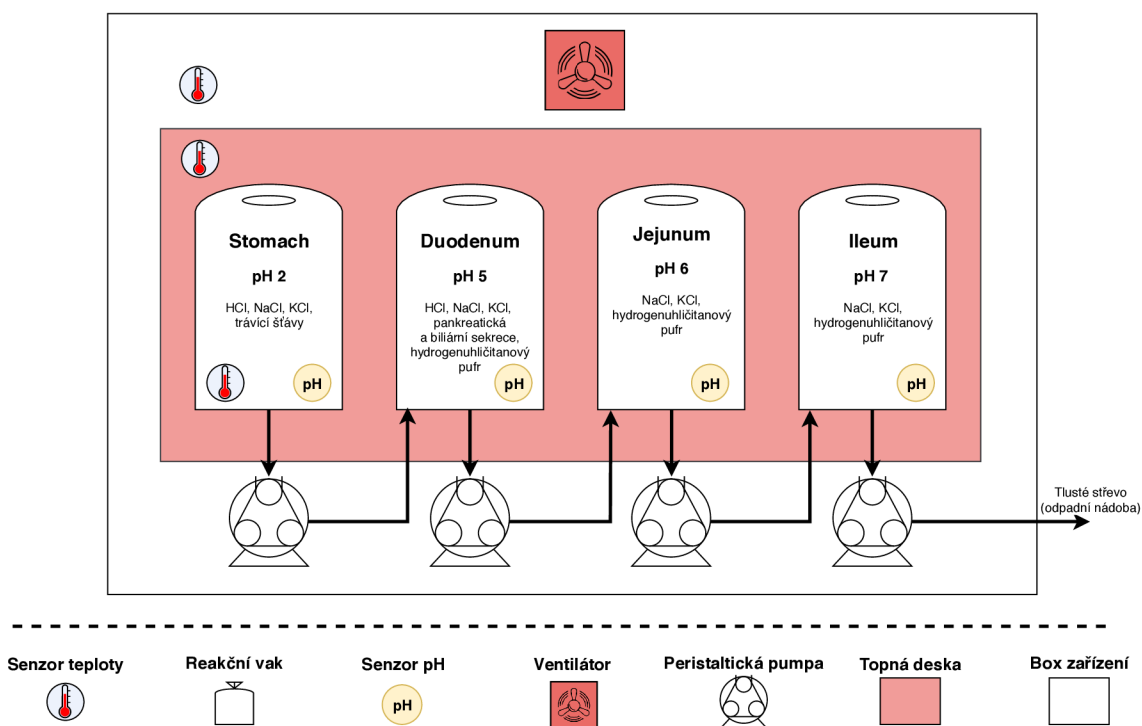 Stomach
pH 2
HCl, NaCl, KCl,
trávicí šťávy
pH
Duodenum
pH 5
HCl, NaCl, KCl,
pankreatická
a biliární sekrece,
hydrogenuhličitanový
pufr
pH
Jejunum
pH 6
NaCl, KCl,
hydrogenuhličitanový
pufr
pH
Ileum
pH 7
NaCl, KCl,
hydrogenuhličitanový
pufr
pH
Tlusté střevo
(odpadní nádoba)
Senzor teploty
Reakční vak
Senzor pH
pH
Ventilátor
Peristaltická pumpa
Topná deska
Box zařízení